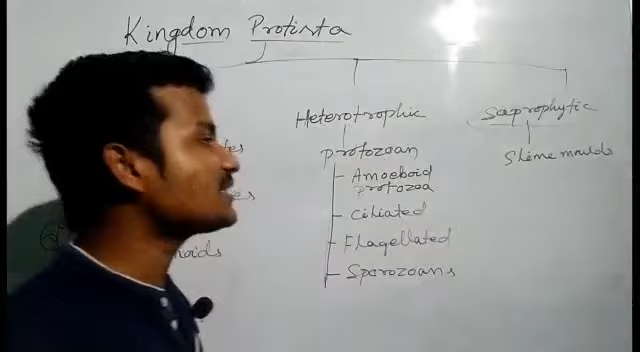 Kingdom Protista
Heterotrophic
Saprophytic
Protozoan
Slime moulds
Amoeboid
Protozoa
Ciliated
Flagellated
Sporozoans